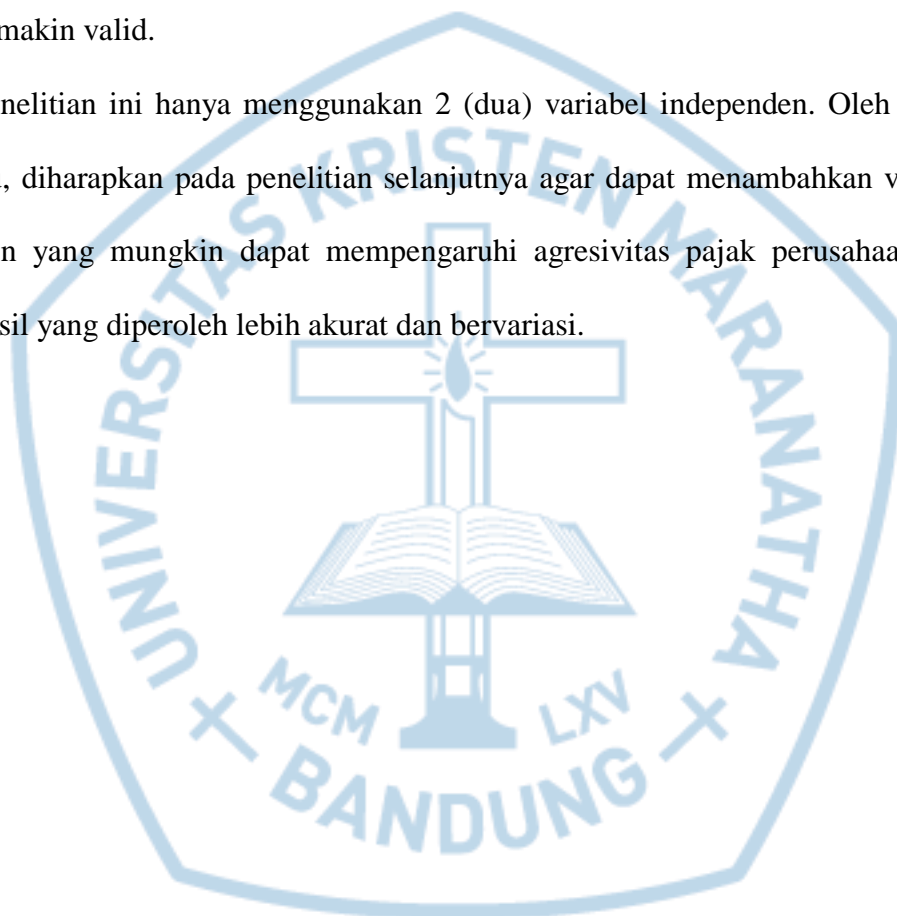 makin valid.
nelitian ini hanya menggunakan 2 (dua) variabel independen. Oleh
, diharapkan pada penelitian selanjutnya agar dapat menambahkan v
n yang mungkin dapat mempengaruhi agresivitas pajak perusahaa
sil yang diperoleh lebih akurat dan bervariasi.
UNIVERSITAS KRISTEN MARANATHA
MCM LXV
BANDUNG